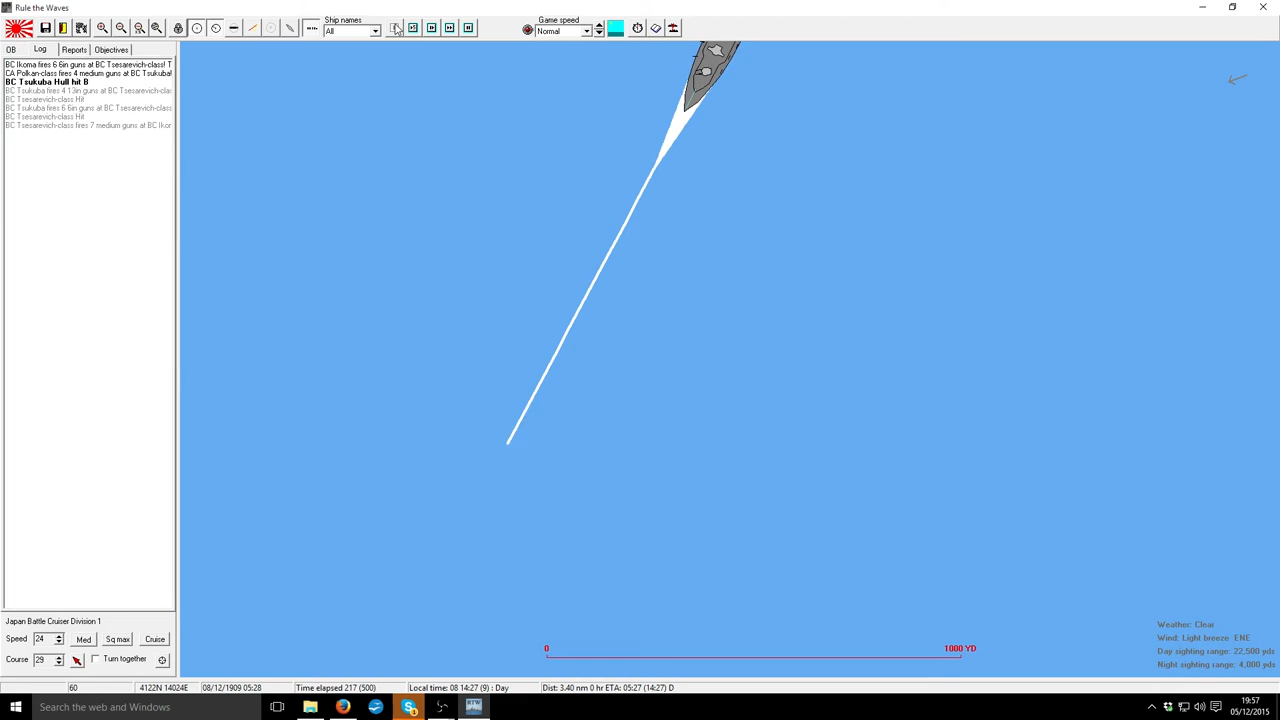 Rule the Waves
Ship names
All
Game speed
Normal
OB
Log
Reports
Objectives
BC Ikoma fires 6 6in guns at BC Tsesarevich-class! T
CA Polkan-class fires 4 medium guns at BC Tsukuba!
BC Tsukuba Hull hit B
BC Tsukuba fires 4 13in guns at BC Tsesarevich-clas
BC Tsesarevich-class Hit
BC Tsukuba fires 6 6in guns at BC Tsesarevich-class
BC Tsesarevich-class Hit
BC Tsesarevich-class fires 7 medium guns at BC Ikor
0
1000 YD
Weather: Clear
Wind: Light breeze ENE
Day sighting range: 22,500 yds
Night sighting range: 4,000 yds
Japan Battle Cruiser Division 1
Speed 24 Med Sq max Cruise
Course 29 Turn together
60
4122N 14024E
08/12/1909 05:28
Time elapsed 217 (500)
Local time: 08 14:27 (9) : Day
Dist: 3.40 nm 0 hr ETA: 05:27 (14:27) D
Search the web and Windows
RTW
19:57
05/12/2015